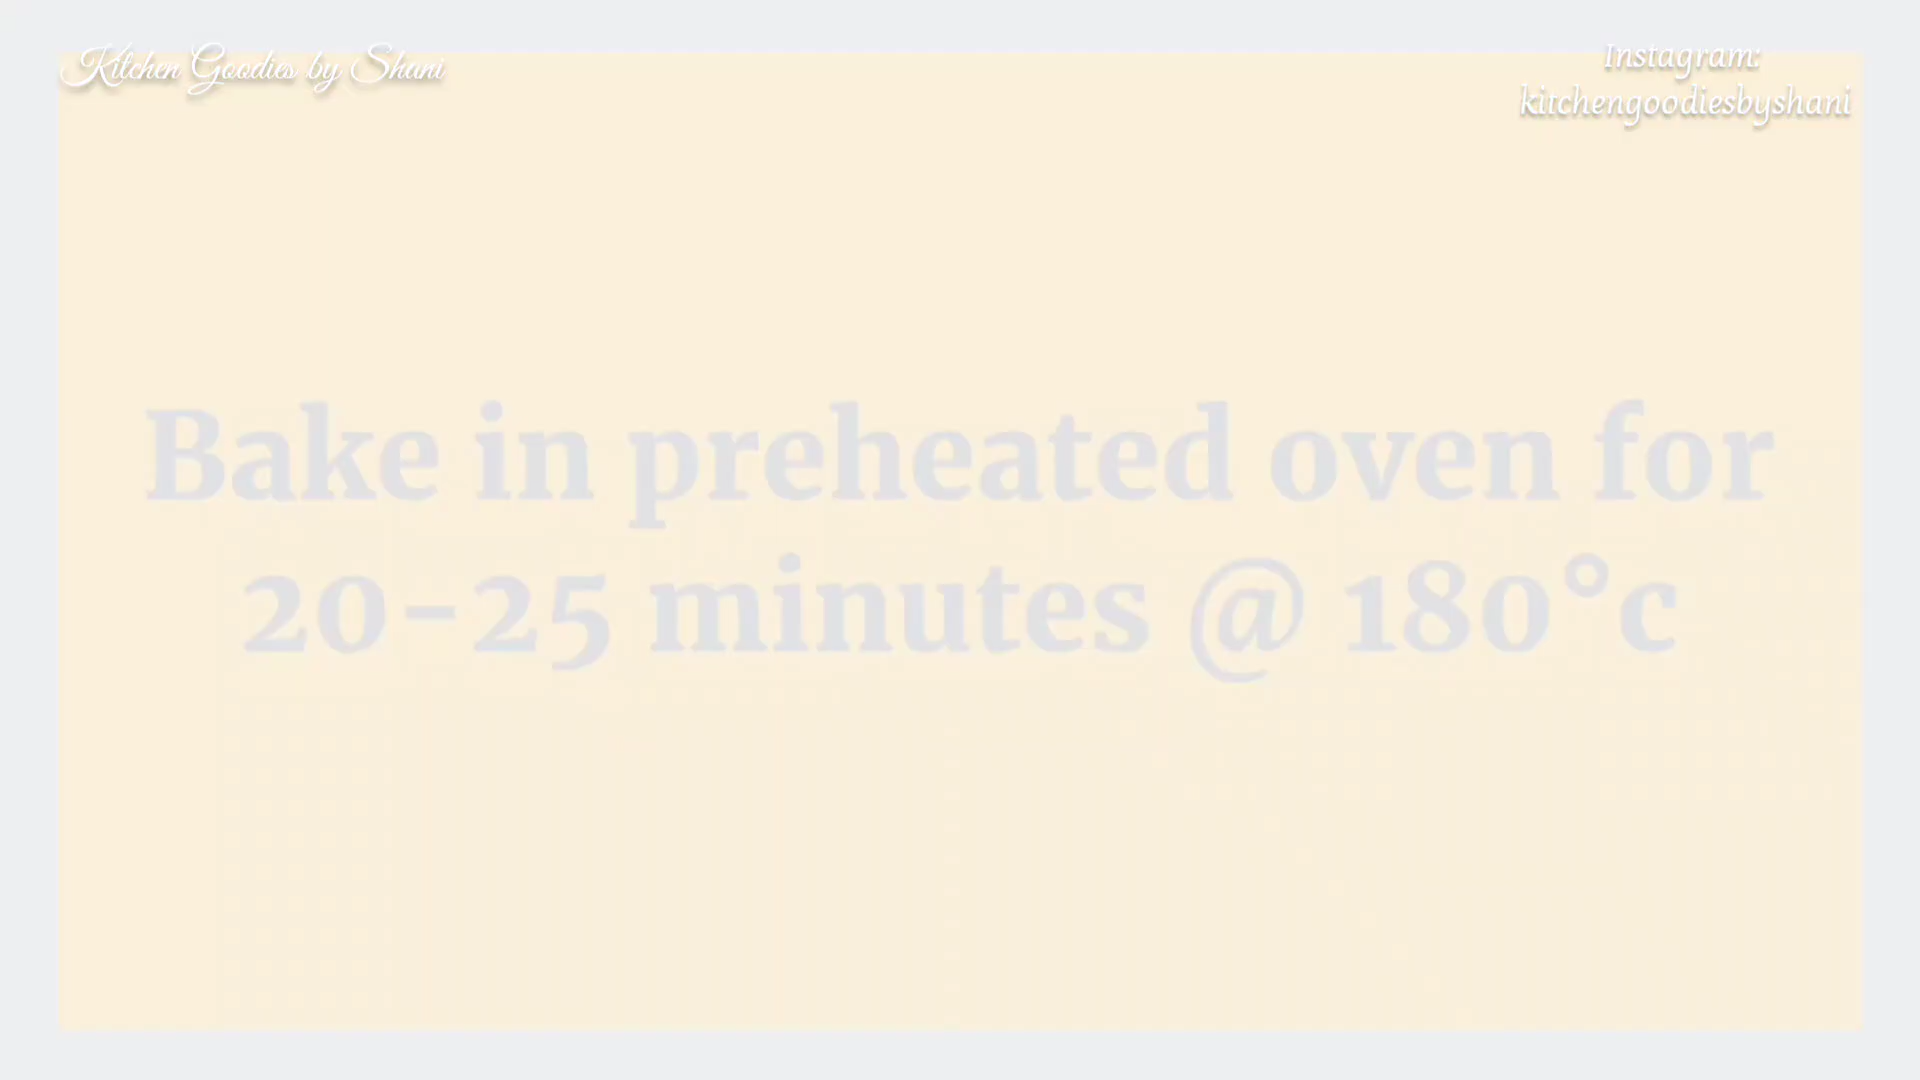 Kitchen Goodies by Shani
Instagram:
kitchengoodiesbyshani
Bake in preheated oven for
20-25 minutes @ 180°c